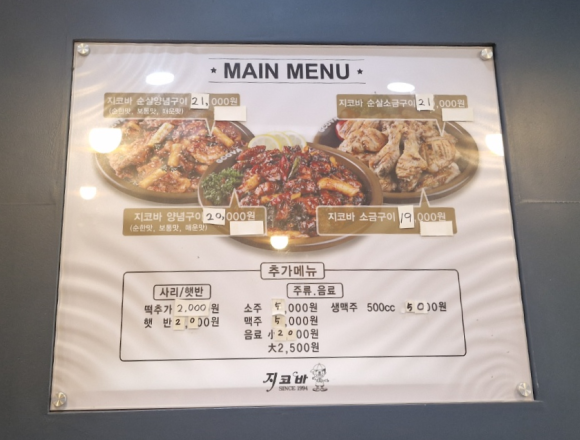 ★ MAIN MENU ★
지코바 순살양념구이 21,000원
(순한맛, 보통맛, 매운맛)
지코바 순살소금구이 21,000원
지코바 양념구이 20,000원
(순한맛, 보통맛, 매운맛)
지코바 소금구이 19,000원
추가메뉴
사리/햇반
떡추가 2,000원
햇 반 2,000원
주류.음료
소주 5,000원 생맥주 500cc 5000원
맥주 5,000원
음료 小 2000원
大2,500원
지코바
SINCE 1994